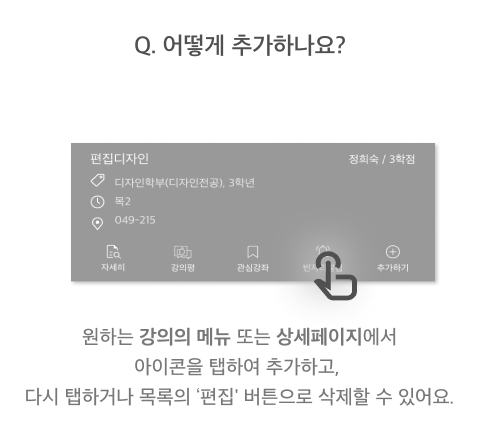 Q. 어떻게 추가하나요?
편집디자인 정희숙 / 3학점
디자인학부(디자인전공), 3학년
목2
049-215
자세히 강의평 관심강좌 추가하기
원하는 강의의 메뉴 또는 상세페이지에서
아이콘을 탭하여 추가하고,
다시 탭하거나 목록의 ‘편집’ 버튼으로 삭제할 수 있어요.